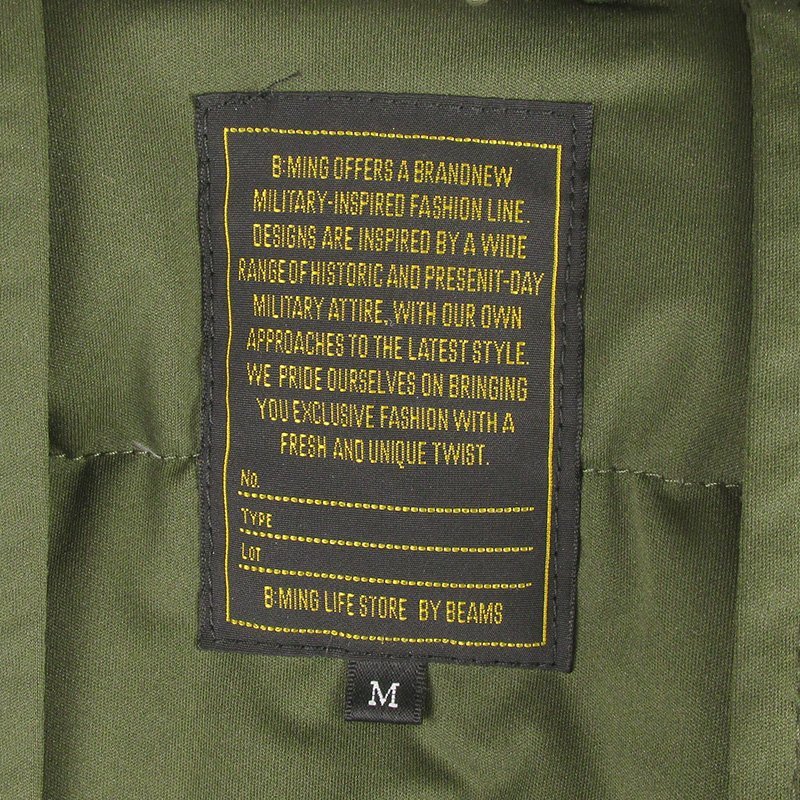 B:MING OFFERS A BRANDNEW
MILITARY-INSPIRED FASHION LINE.
DESIGNS ARE INSPIRED BY A WIDE
RANGE OF HISTORIC AND PRESENIT-DAY
MILITARY ATTIRE, WITH OUR OWN
APPROACHES TO THE LATEST STYLE.
WE PRIDE OURSELVES ON BRINGING
YOU EXCLUSIVE FASHION WITH A
FRESH AND UNIQUE TWIST.
NO.
TYPE
LOT
B:MING LIFE STORE BY BEAMS
M